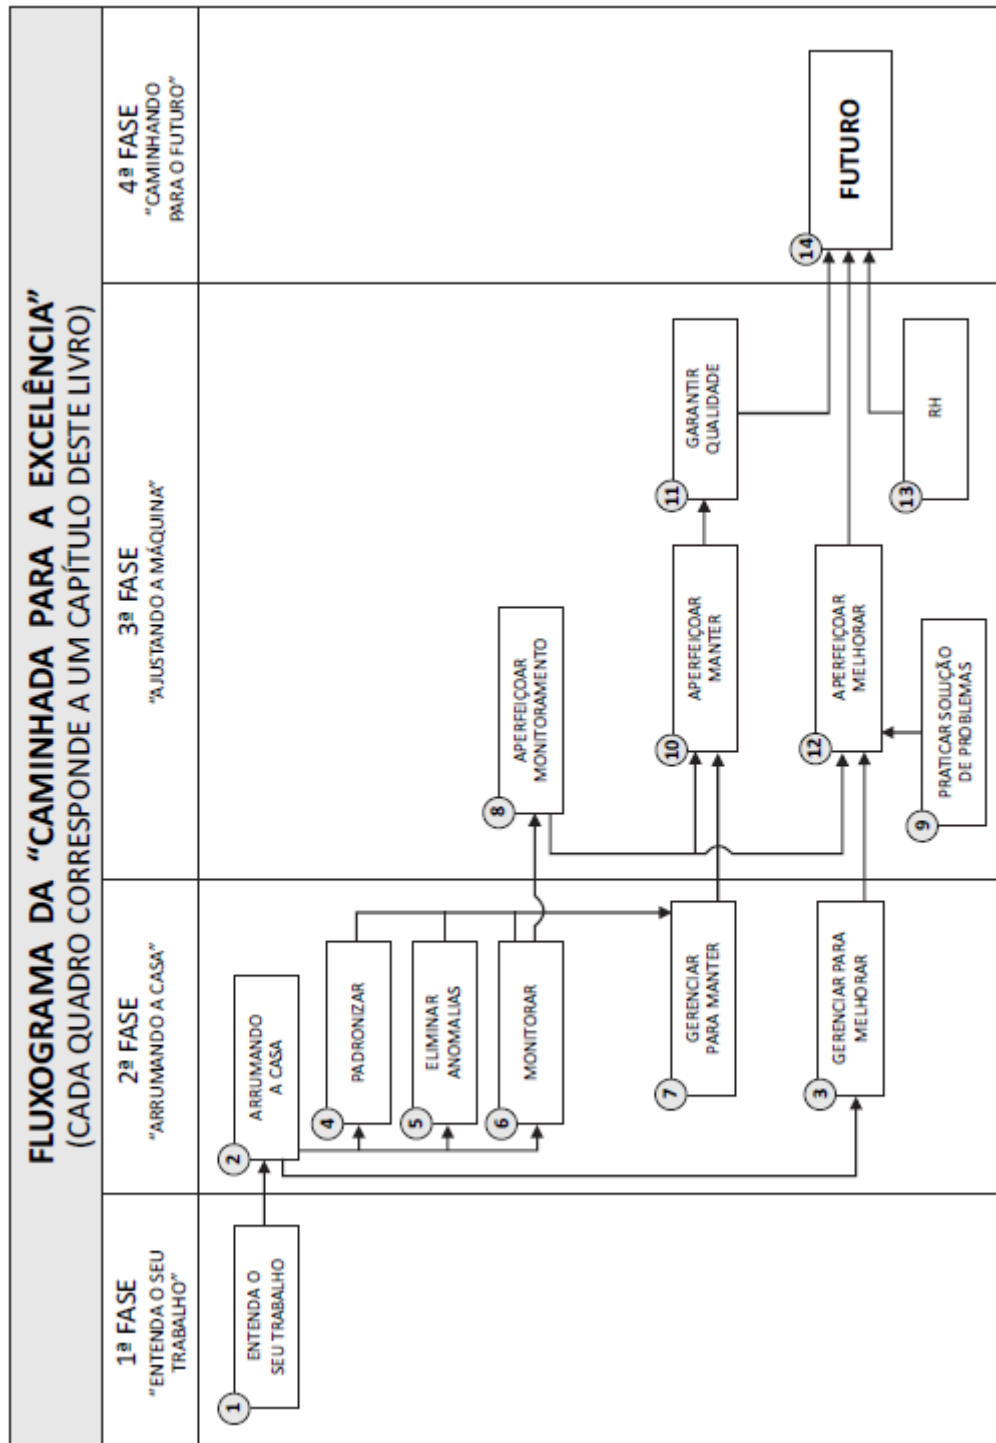 FLUXOGRAMA DA “CAMINHADA PARA A EXCELÊNCIA”
(CADA QUADRO CORRESPONDE A UM CAPÍTULO DESTE LIVRO)
1ª FASE
“ENTENDA O SEU
TRABALHO”
2ª FASE
“ARRUMANDO A CASA”
3ª FASE
“AJUSTANDO A MÁQUINA”
4ª FASE
“CAMINHANDO
PARA O FUTURO”
1
ENTENDA O
SEU TRABALHO
2
ARRUMANDO
A CASA
4
PADRONIZAR
5
ELIMINAR
ANOMALIAS
6
MONITORAR
7
GERENCIAR
PARA MANTER
3
GERENCIAR PARA
MELHORAR
8
APERFEIÇOAR
MONITORAMENTO
10
APERFEIÇOAR
MANTER
12
APERFEIÇOAR
MELHORAR
9
PRATICAR SOLUÇÃO
DE PROBLEMAS
11
GARANTIR
QUALIDADE
13
RH
14
FUTURO